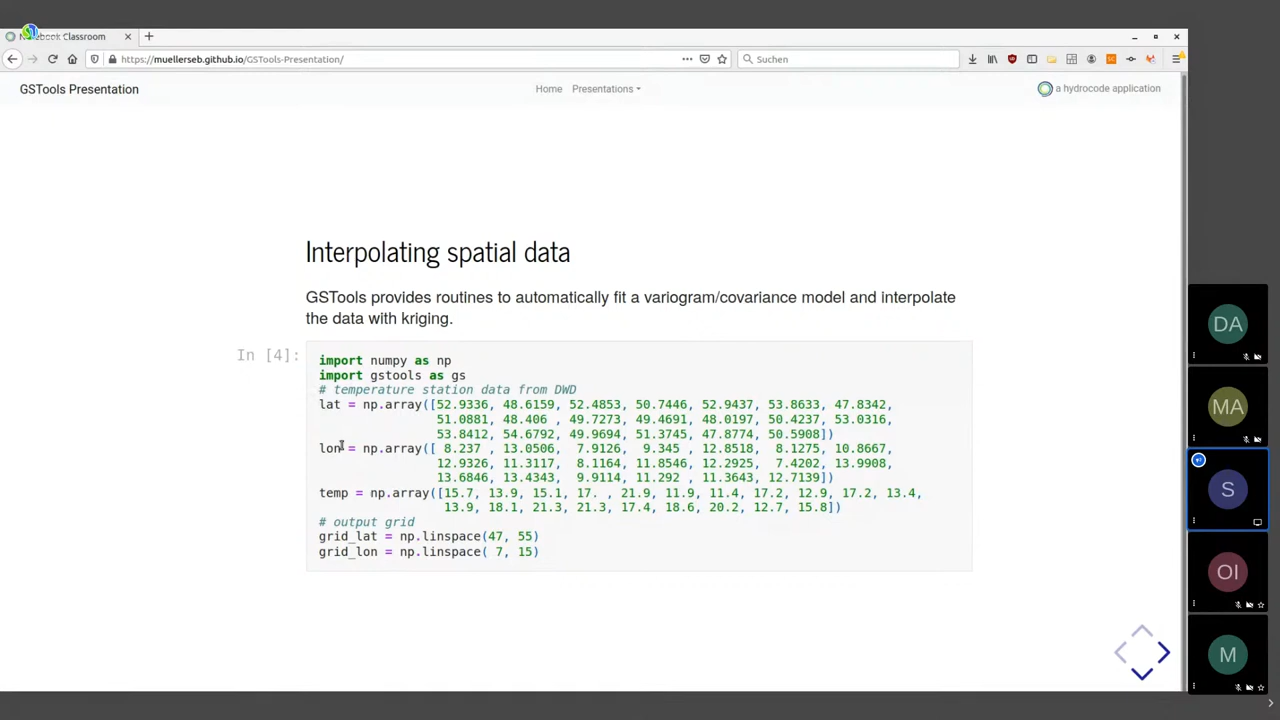 Notebook Classroom
https://muellerseb.github.io/GSTools-Presentation/
Suchen
GSTools Presentation
Home
Presentations
a hydrocode application
Interpolating spatial data
GSTools provides routines to automatically fit a variogram/covariance model and interpolate
the data with kriging.
In [4]:
import numpy as np
import gstools as gs
# temperature station data from DWD
lat = np.array([52.9336, 48.6159, 52.4853, 50.7446, 52.9437, 53.8633, 47.8342,
51.0881, 48.406 , 49.7273, 49.4691, 48.0197, 50.4237, 53.0316,
53.8412, 54.6792, 49.9694, 51.3745, 47.8774, 50.5908])
lon = np.array([ 8.237 , 13.0506,  7.9126,  9.345 , 12.8518,  8.1275, 10.8667,
12.9326, 11.3117,  8.1164, 11.8546, 12.2925,  7.4202, 13.9908,
13.6846, 13.4343,  9.9114, 11.292 , 11.3643, 12.7139])
temp = np.array([15.7, 13.9, 15.1, 17. , 21.9, 11.9, 11.4, 17.2, 12.9, 17.2, 13.4,
13.9, 18.1, 21.3, 21.3, 17.4, 18.6, 20.2, 12.7, 15.8])
# output grid
grid_lat = np.linspace(47, 55)
grid_lon = np.linspace( 7, 15)
DA
MA
S
OI
M